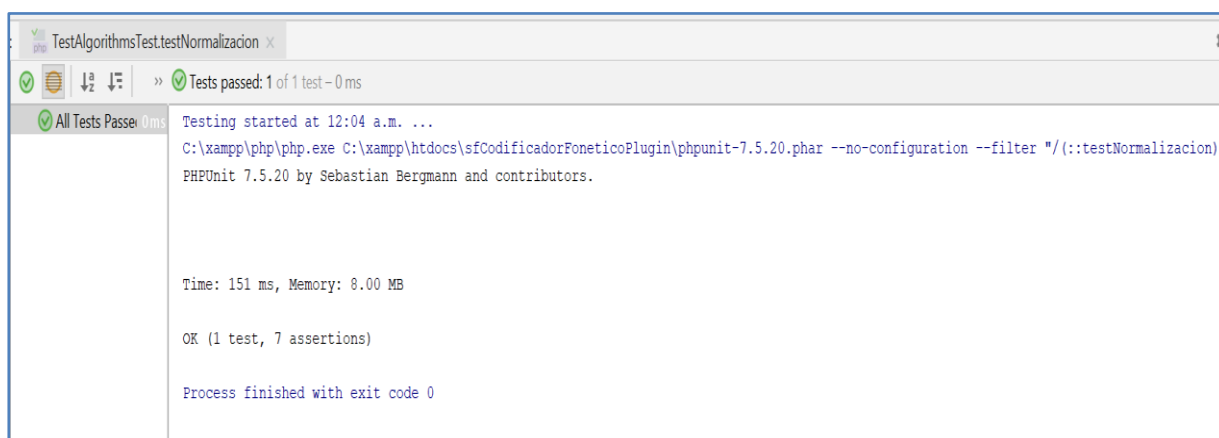 TestAlgorithmsTest.testNormalizacion ×
» Tests passed: 1 of 1 test – 0 ms
All Tests Passe 0 ms
Testing started at 12:04 a.m. ...
C:\xampp\php\php.exe C:\xampp\htdocs\sfCodificadorFoneticoPlugin\phpunit-7.5.20.phar --no-configuration --filter "/(::testNormalizacion)
PHPUnit 7.5.20 by Sebastian Bergmann and contributors.
Time: 151 ms, Memory: 8.00 MB
OK (1 test, 7 assertions)
Process finished with exit code 0